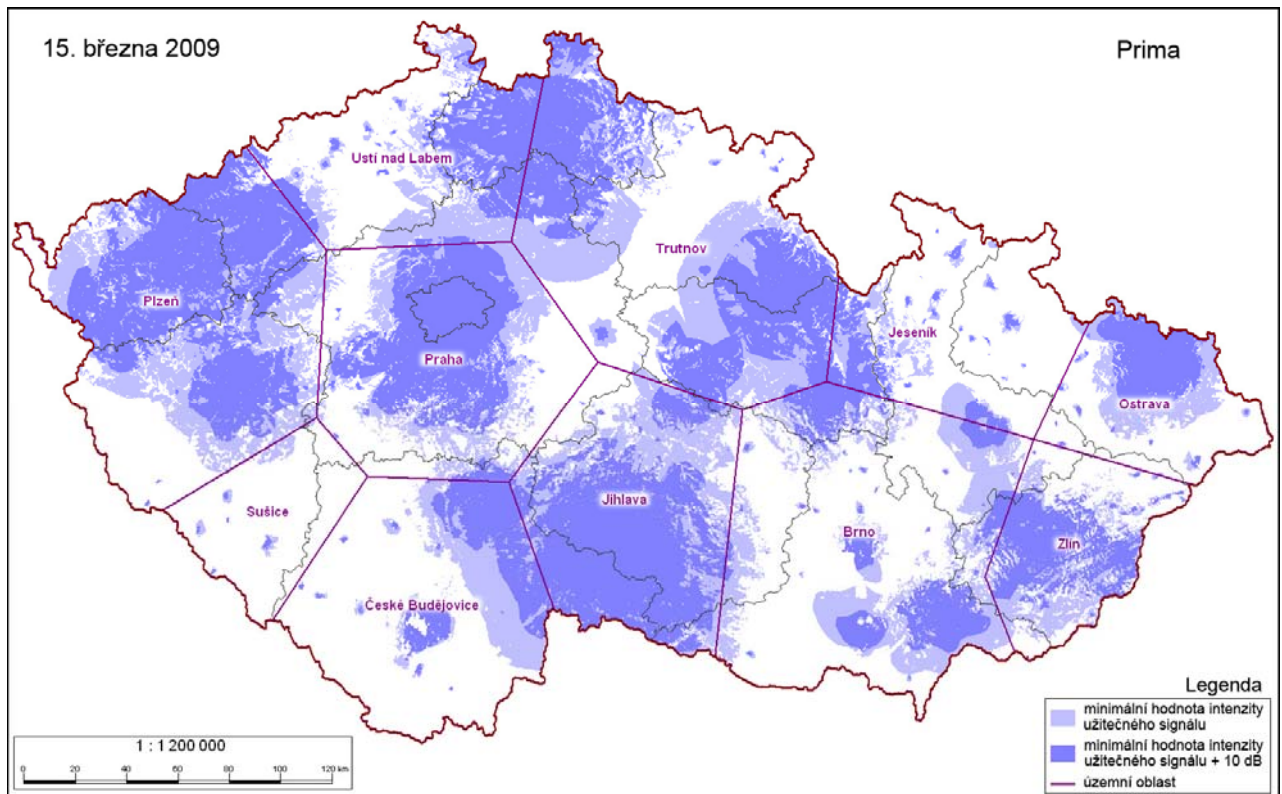 15. března 2009
Prima
Ústí nad Labem
Trutnov
Plzeň
Jeseník
Praha
Ostrava
Sušice
Jihlava
Brno
Zlín
České Budějovice
Legenda
minimální hodnota intenzity
užitečného signálu
minimální hodnota intenzity
užitečného signálu + 10 dB
územní oblast
1 : 1 200 000
0 20 40 60 80 100 120 km